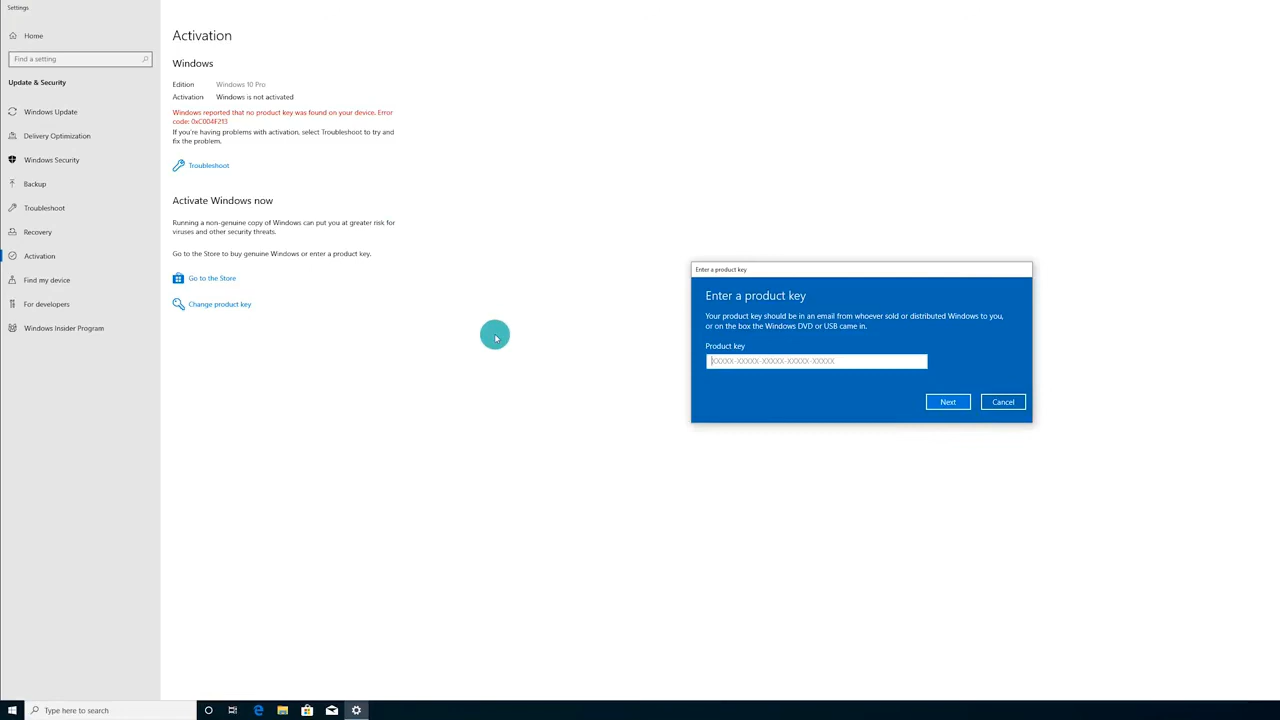 Settings
Home
Find a setting
Update & Security
Windows Update
Delivery Optimization
Windows Security
Backup
Troubleshoot
Recovery
Activation
Find my device
For developers
Windows Insider Program
Activation
Windows
Edition Windows 10 Pro
Activation Windows is not activated
Windows reported that no product key was found on your device. Error
code: 0xC004F213
If you're having problems with activation, select Troubleshoot to try and
fix the problem.
Troubleshoot
Activate Windows now
Running a non-genuine copy of Windows can put you at greater risk for
viruses and other security threats.
Go to the Store to buy genuine Windows or enter a product key.
Go to the Store
Change product key
Enter a product key
Enter a product key
Your product key should be in an email from whoever sold or distributed Windows to you,
or on the box the Windows DVD or USB came in.
Product key
XXXXX-XXXXX-XXXXX-XXXXX-XXXXX
Next Cancel
Type here to search